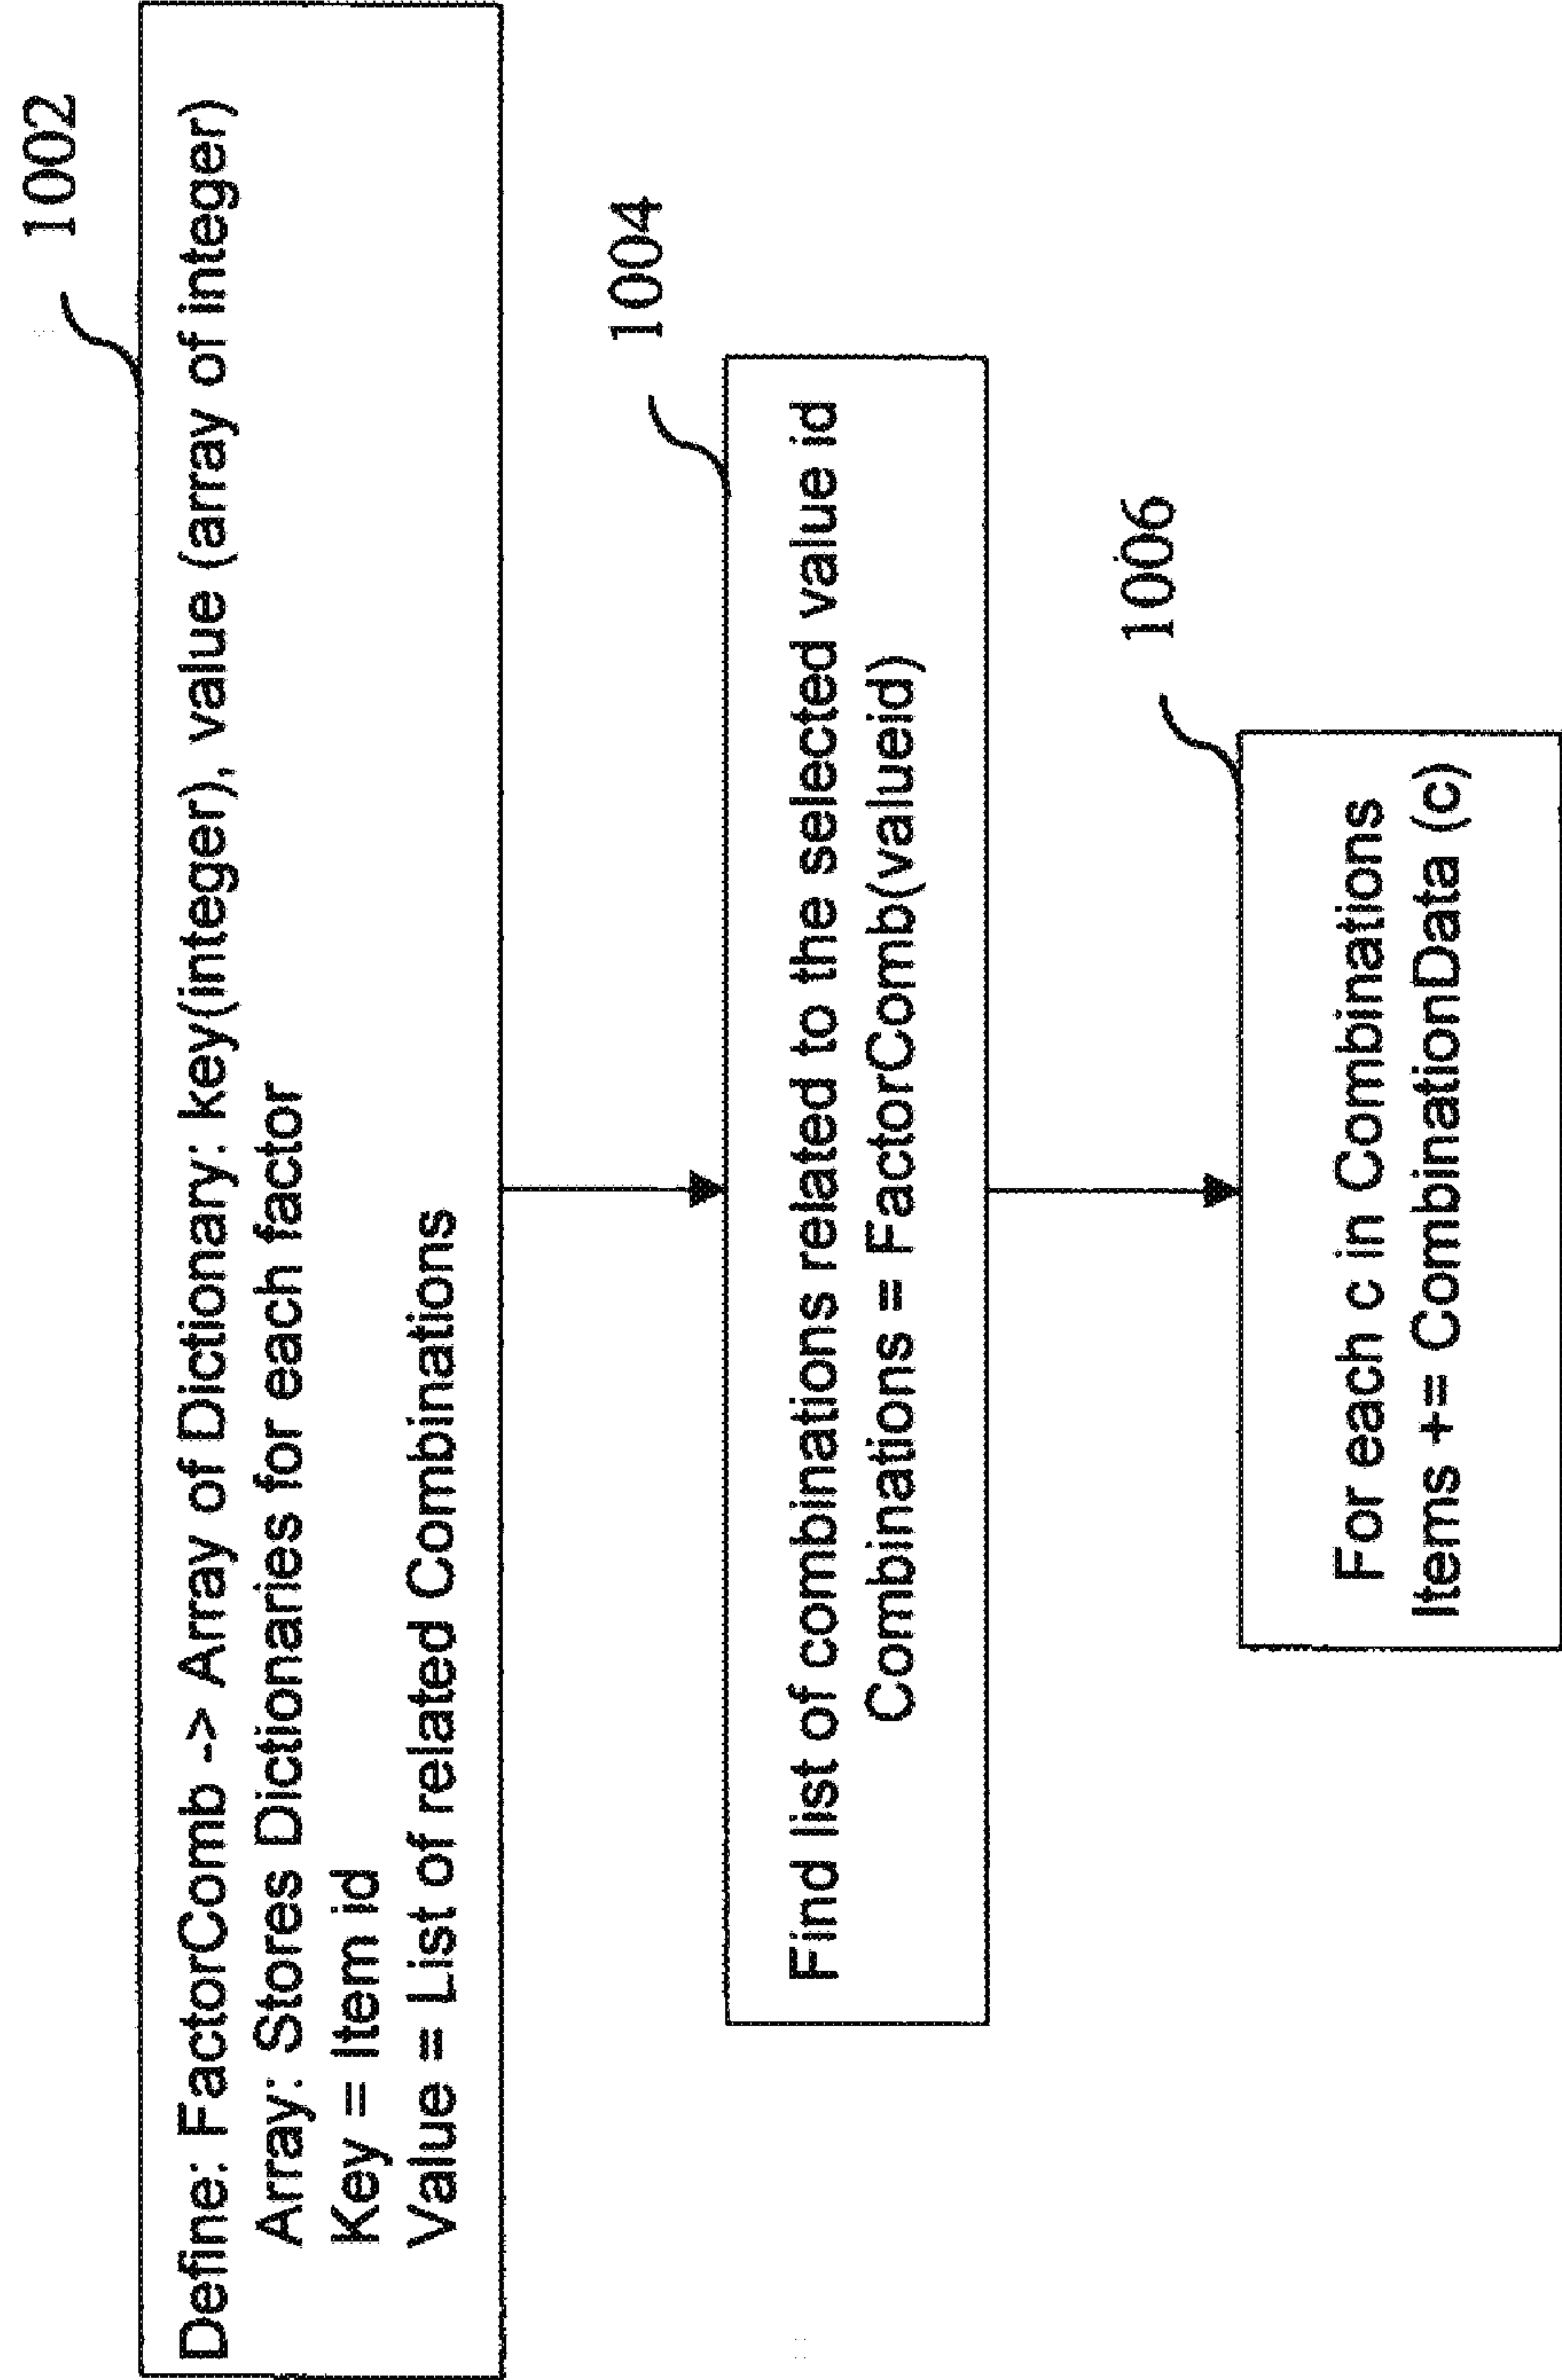 1002
Define: FactorComb -> Array of Dictionary: key(integer), value (array of integer)
Array: Stores Dictionaries for each factor
Key = Item id
Value = List of related Combinations
1004
Find list of combinations related to the selected value id
Combinations = FactorComb(valueid)
1006
For each c in Combinations
Items += CombinationData (c)